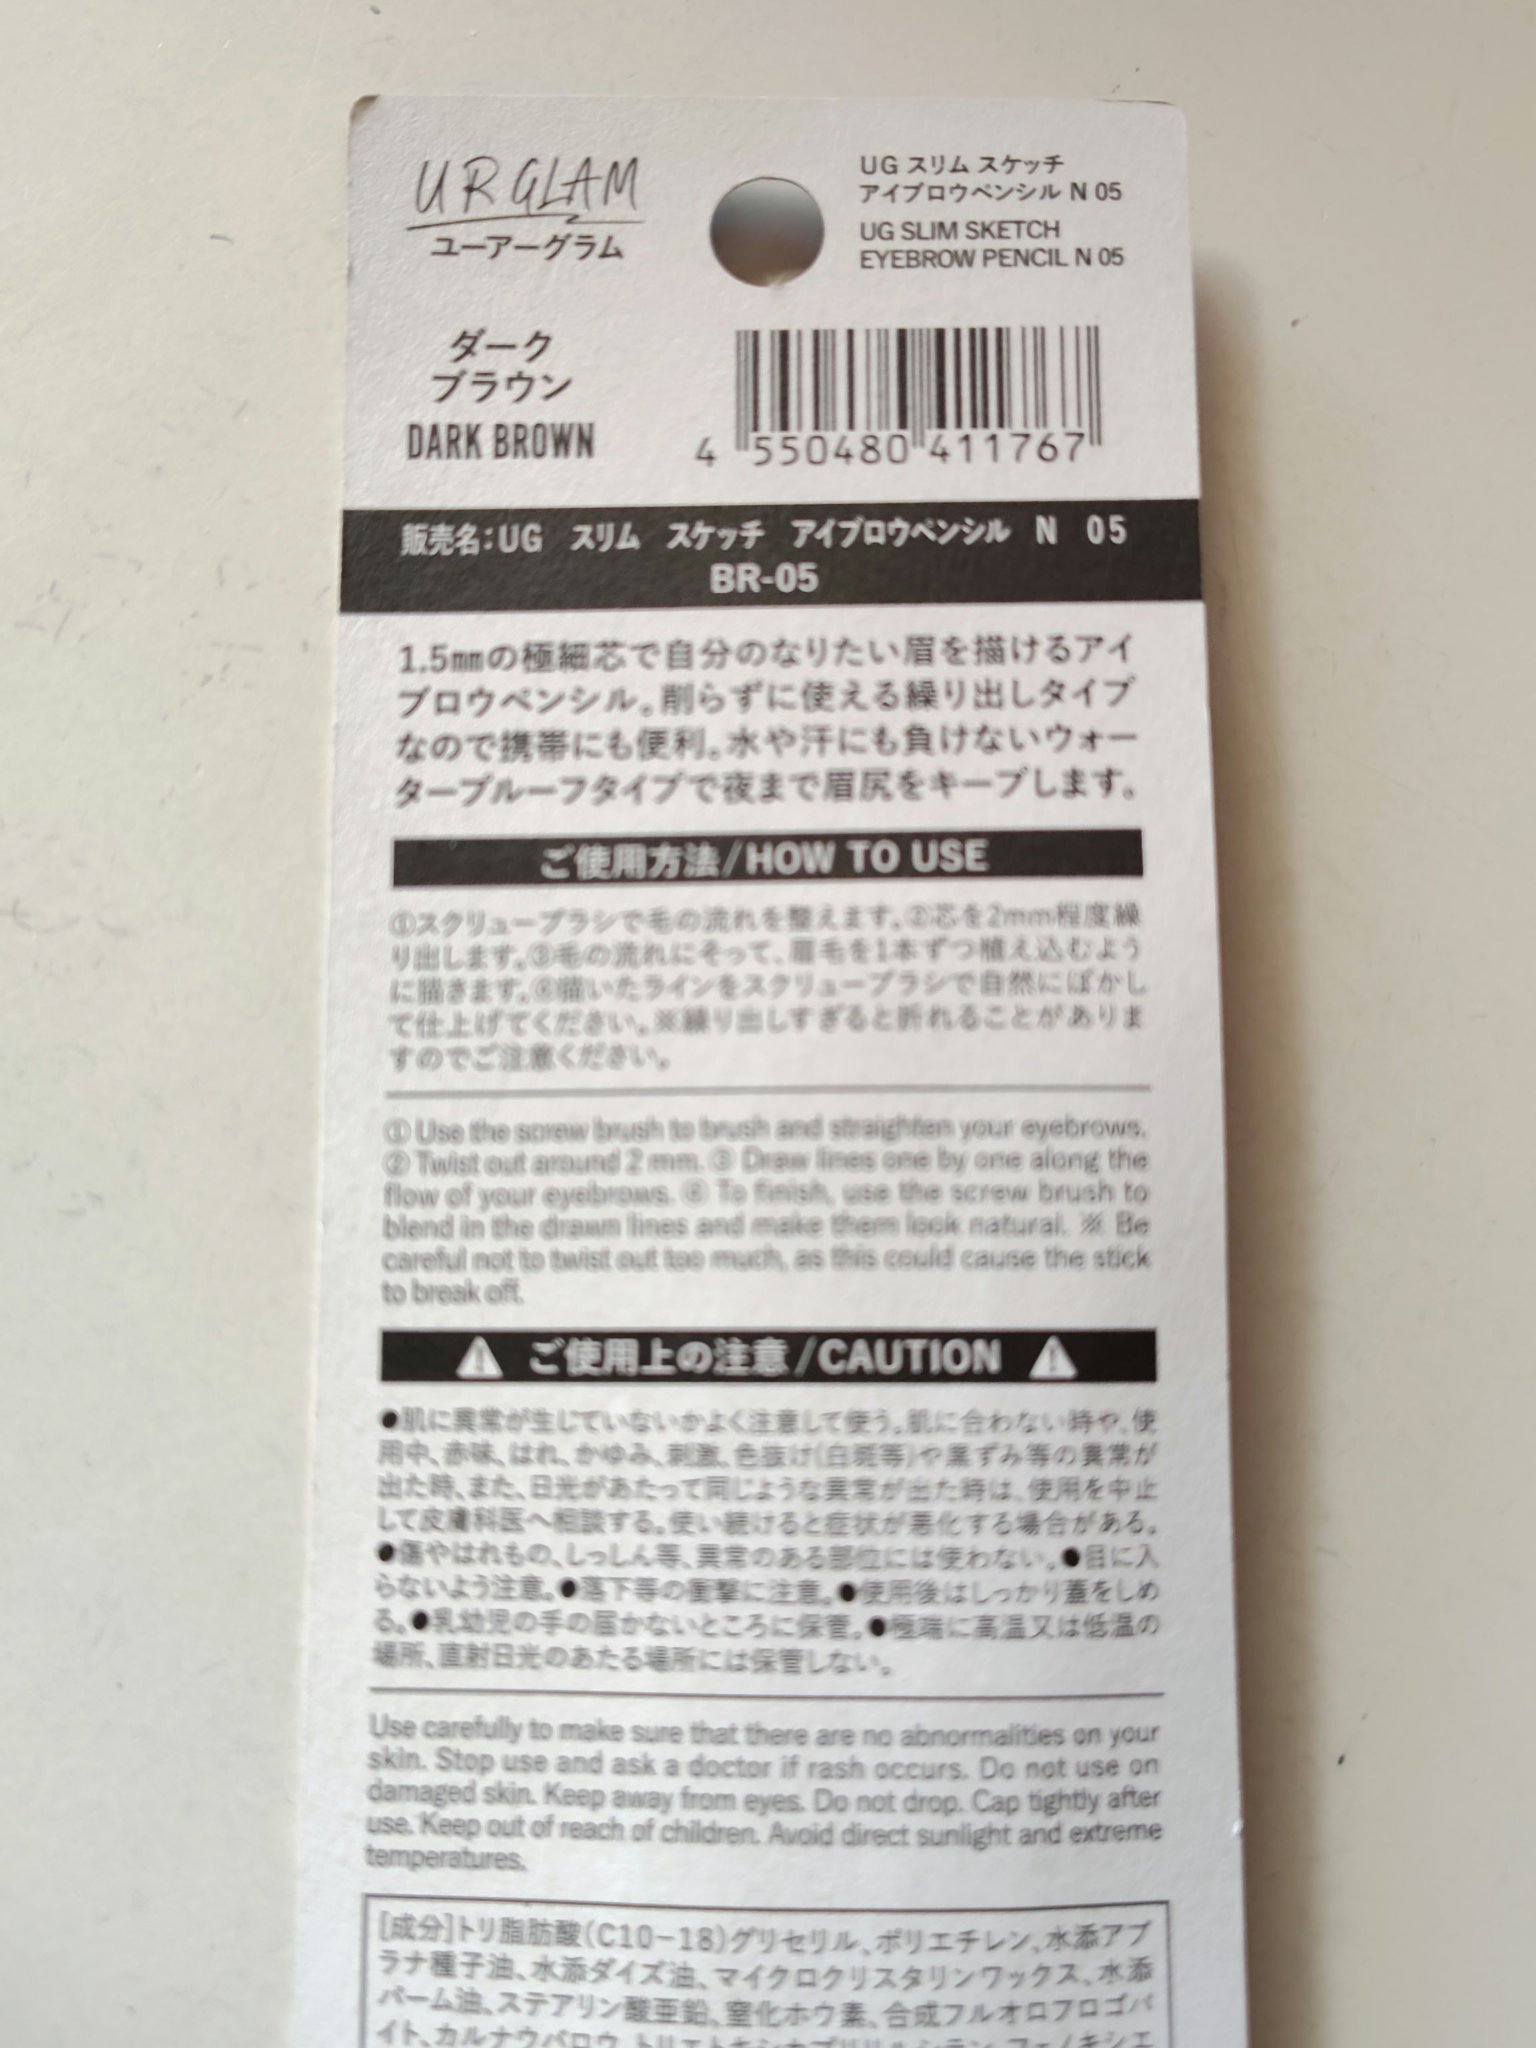 UR GLAM
ユーアーグラム
UG スリム スケッチ
アイブロウペンシル N 05
UG SLIM SKETCH
EYEBROW PENCIL N 05
ダーク
ブラウン
DARK BROWN
4 550480 411767
販売名:UG スリム スケッチ アイブロウペンシル N 05
BR-05
1.5㎜の極細芯で自分のなりたい眉を描けるアイ
ブロウペンシル。削らずに使える繰り出しタイプ
なので携帯にも便利。水や汗にも負けないウォー
タープルーフタイプで夜まで眉尻をキープします。
ご使用方法/HOW TO USE
①スクリューブラシで毛の流れを整えます。②芯を2mm程度繰
り出します。③毛の流れにそって、眉毛を1本ずつ植え込むよう
に描きます。④描いたラインをスクリューブラシで自然にぼかし
て仕上げてください。※繰り出しすぎると折れることがありま
すのでご注意ください。
① Use the screw brush to brush and straighten your eyebrows.
② Twist out around 2 mm. ③ Draw lines one by one along the
flow of your eyebrows. ④ To finish, use the screw brush to
blend in the drawn lines and make them look natural. ※ Be
careful not to twist out too much, as this could cause the stick
to break off.
ご使用上の注意/CAUTION
●肌に異常が生じていないかよく注意して使う。肌に合わない時や、使
用中、赤味、はれ、かゆみ、刺激、色抜け(白斑等)や黒ずみ等の異常が
出た時、また、日光があたって同じような異常が出た時は、使用を中止
して皮膚科医へ相談する。使い続けると症状が悪化する場合がある。
●傷やはれもの、しっしん等、異常のある部位には使わない。●目に入
らないよう注意。●落下等の衝撃に注意。●使用後はしっかり蓋をしめ
る。●乳幼児の手の届かないところに保管。●極端に高温又は低温の
場所、直射日光のあたる場所には保管しない。
Use carefully to make sure that there are no abnormalities on your
skin. Stop use and ask a doctor if rash occurs. Do not use on
damaged skin. Keep away from eyes. Do not drop. Cap tightly after
use. Keep out of reach of children. Avoid direct sunlight and extreme
temperatures.
[成分]トリ脂肪酸(C10-18)グリセリル、ポリエチレン、水添アブ
ラナ種子油、水添ダイズ油、マイクロクリスタリンワックス、水添
パーム油、ステアリン酸亜鉛、窒化ホウ素、合成フルオロフロゴパ
イト、カルナウバロウ、トリエトキシカプリリルシラン、フェノキシエ